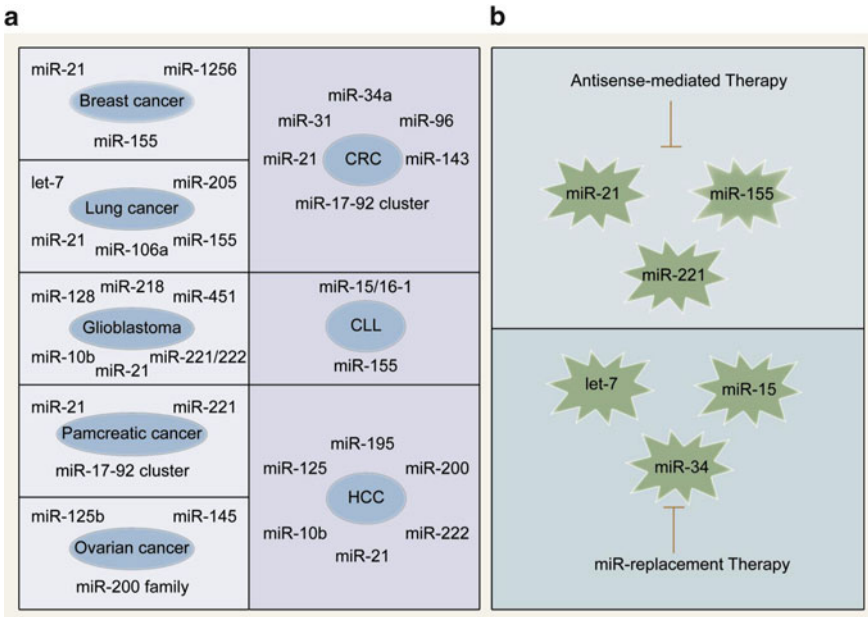 a
miR-21 miR-1256
Breast cancer
miR-155
let-7 miR-205
Lung cancer
miR-21 miR-106a miR-155
miR-128 miR-218 miR-451
Glioblastoma
miR-10b miR-21 miR-221/222
miR-21 miR-221
Pamcreatic cancer
miR-17-92 cluster
miR-125b miR-145
Ovarian cancer
miR-200 family
miR-34a
miR-31 miR-96
miR-21 CRC miR-143
miR-17-92 cluster
miR-15/16-1
CLL
miR-155
miR-195
miR-125 miR-200
HCC
miR-10b miR-222
miR-21
b
Antisense-mediated Therapy
miR-21 miR-155
miR-221
let-7 miR-15
miR-34
miR-replacement Therapy